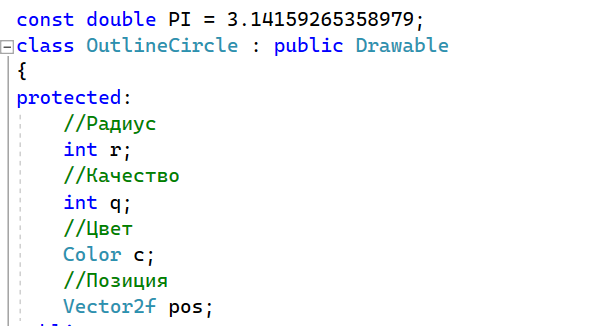 const double PI = 3.14159265358979;
class OutlineCircle : public Drawable
{
protected:
//Радиус
int r;
//Качество
int q;
//Цвет
Color c;
//Позиция
Vector2f pos;